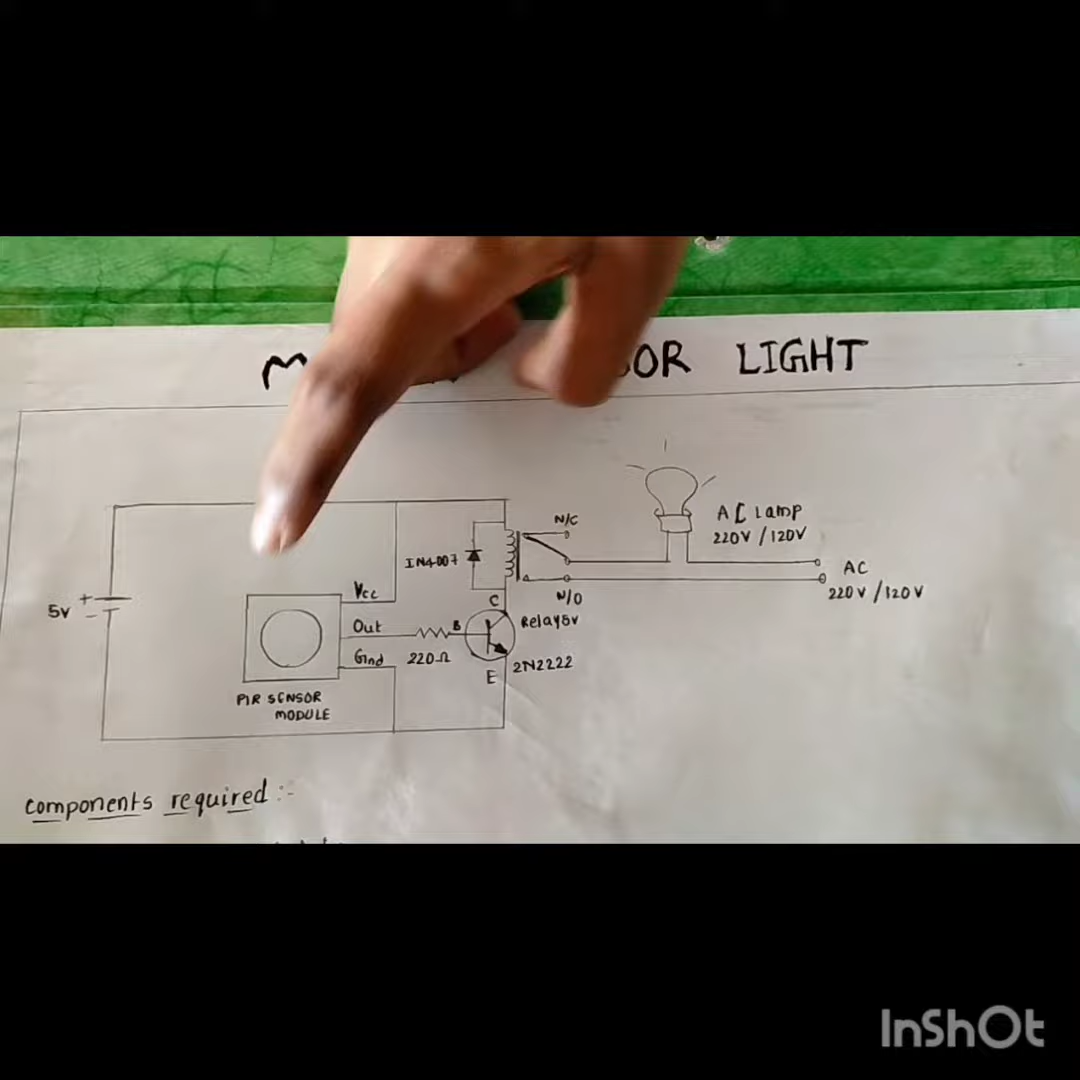 SENSOR LIGHT
N/C
AC Lamp
220V / 120V
IN4007
AC
220V / 120V
5v
+
-
Vcc
N/O
C
Relay5v
Out
B
Gnd
220Ω
2N2222
E
PIR SENSOR
MODULE
components required :-
InShOt